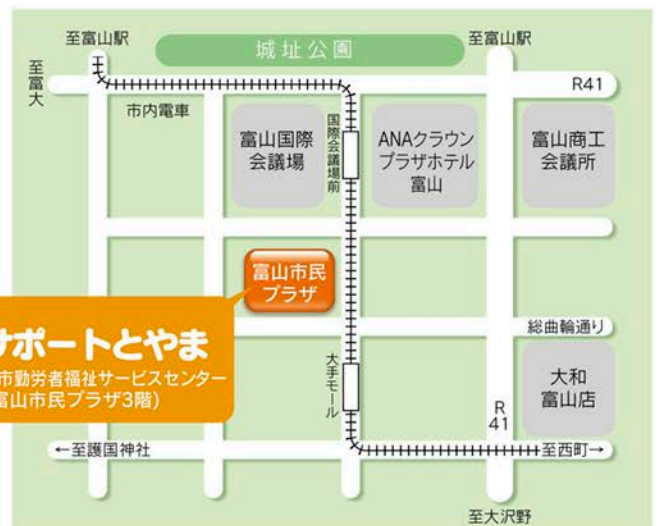 至富山駅
城址公園
至富山駅
至富大
R41
市内電車
富山国際
会議場
国際会議場前
ANAクラウン
プラザホテル
富山
富山商工
会議所
富山市民
プラザ
サポートとやま
市勤労者福祉サービスセンター
富山市民プラザ3階)
総曲輪通り
大手モール
大和
富山店
R
41
←至護国神社
至西町→
至大沢野